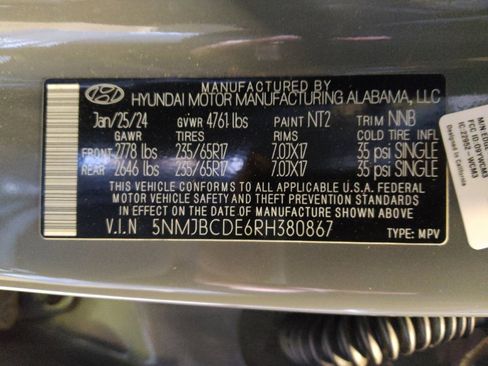 MANUFACTURED BY
HYUNDAI MOTOR MANUFACTURING ALABAMA, LLC
Jan/25/24 GVWR 4761 lbs PAINT NT2 TRIM NNB
GAWR TIRES RIMS COLD TIRE INFL
FRONT 2778 lbs 235/65R17 7.0JX17 35 psi SINGLE
REAR 2646 lbs 235/65R17 7.0JX17 35 psi SINGLE
THIS VEHICLE CONFORMS TO ALL APPLICABLE U.S.A. FEDERAL
MOTOR VEHICLE SAFETY AND THEFT PREVENTION STANDARDS
IN EFFECT ON THE DATE OF MANUFACTURE SHOWN ABOVE
V.I.N 5NMJBCDE6RH380867 TYPE: MPV
Designed in California